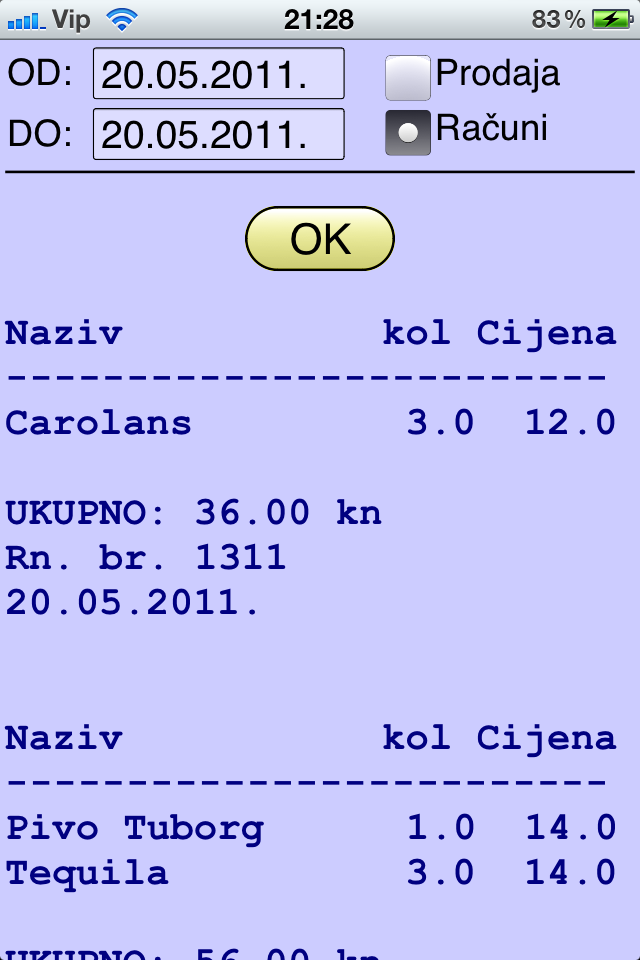 Vip 21:28 83%
OD: 20.05.2011. Prodaja
DO: 20.05.2011. Računi
OK
Naziv kol Cijena
-------------------------
Carolans 3.0 12.0
UKUPNO: 36.00 kn
Rn. br. 1311
20.05.2011.
Naziv kol Cijena
-------------------------
Pivo Tuborg 1.0 14.0
Tequila 3.0 14.0
UKUPNO: 56.00 kn